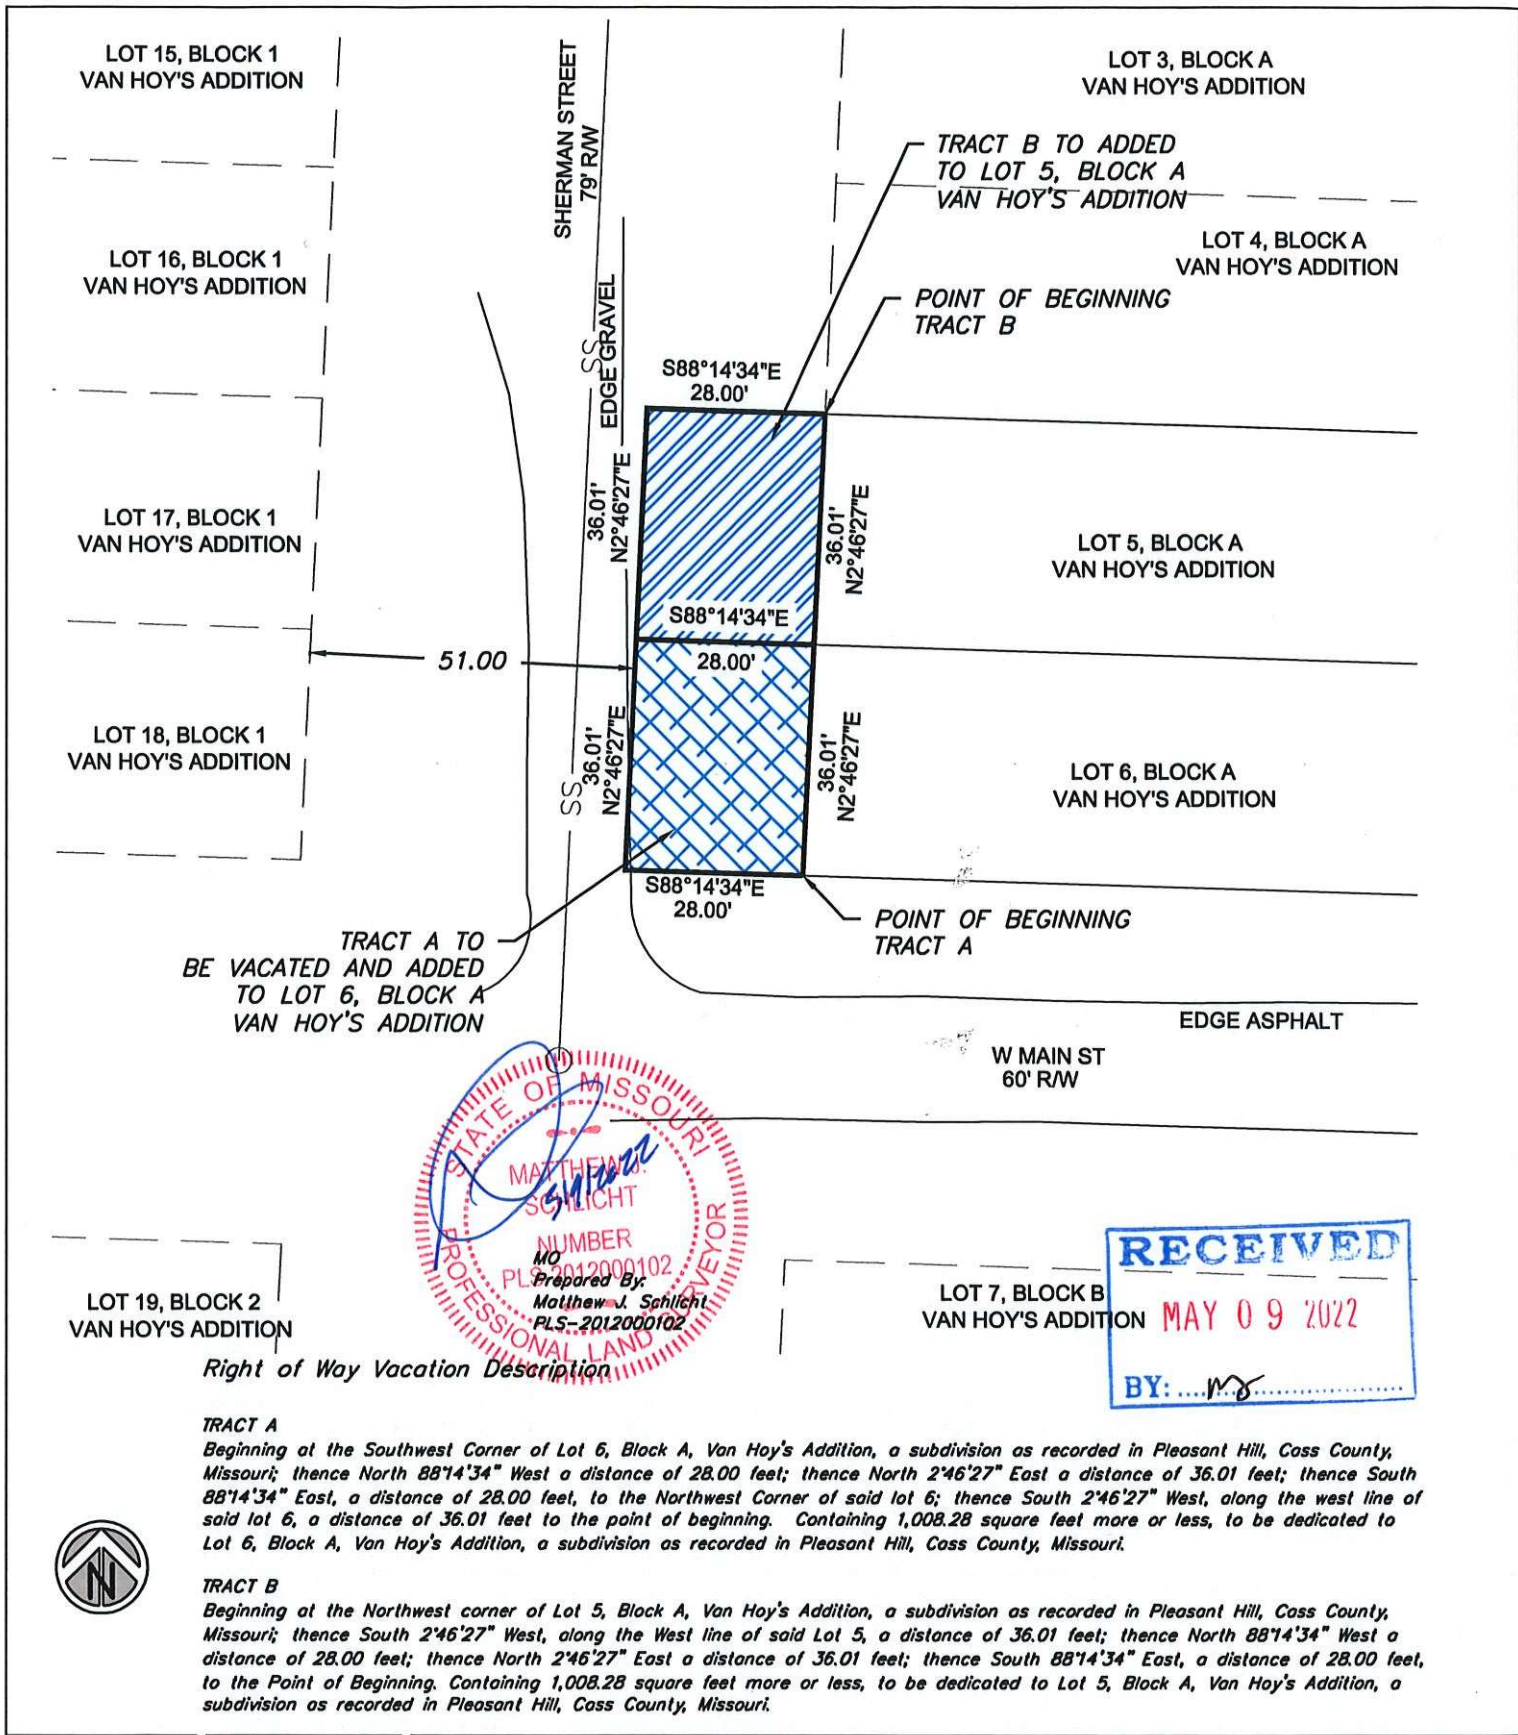 LOT 15, BLOCK 1
VAN HOY'S ADDITION
SHERMAN STREET
79' R/W
LOT 3, BLOCK A
VAN HOY'S ADDITION
TRACT B TO ADDED
TO LOT 5, BLOCK A
VAN HOY'S ADDITION
LOT 16, BLOCK 1
VAN HOY'S ADDITION
LOT 4, BLOCK A
VAN HOY'S ADDITION
EDGE GRAVEL
SS
POINT OF BEGINNING
TRACT B
S88°14'34"E
28.00'
36.01'
N2°46'27"E
36.01'
N2°46'27"E
LOT 17, BLOCK 1
VAN HOY'S ADDITION
LOT 5, BLOCK A
VAN HOY'S ADDITION
S88°14'34"E
28.00'
51.00
LOT 18, BLOCK 1
VAN HOY'S ADDITION
SS
36.01'
N2°46'27"E
36.01'
N2°46'27"E
LOT 6, BLOCK A
VAN HOY'S ADDITION
S88°14'34"E
28.00'
POINT OF BEGINNING
TRACT A
TRACT A TO
BE VACATED AND ADDED
TO LOT 6, BLOCK A
VAN HOY'S ADDITION
EDGE ASPHALT
W MAIN ST
60' R/W
STATE OF MISSOURI
MATTHEW J.
SCHLICHT
5/9/2022
NUMBER
PLS-2012000102
PROFESSIONAL LAND SURVEYOR
MO
Prepared By:
Matthew J. Schlicht
PLS-2012000102
LOT 19, BLOCK 2
VAN HOY'S ADDITION
LOT 7, BLOCK B
VAN HOY'S ADDITION
RECEIVED
MAY 09 2022
BY:
Right of Way Vacation Description
TRACT A
Beginning at the Southwest Corner of Lot 6, Block A, Van Hoy's Addition, a subdivision as recorded in Pleasant Hill, Cass County,
Missouri; thence North 88°14'34" West a distance of 28.00 feet; thence North 2°46'27" East a distance of 36.01 feet; thence South
88°14'34" East, a distance of 28.00 feet, to the Northwest Corner of said lot 6; thence South 2°46'27" West, along the west line of
said lot 6, a distance of 36.01 feet to the point of beginning. Containing 1,008.28 square feet more or less, to be dedicated to
Lot 6, Block A, Van Hoy's Addition, a subdivision as recorded in Pleasant Hill, Cass County, Missouri.
N
TRACT B
Beginning at the Northwest corner of Lot 5, Block A, Van Hoy's Addition, a subdivision as recorded in Pleasant Hill, Cass County,
Missouri; thence South 2°46'27" West, along the West line of said Lot 5, a distance of 36.01 feet; thence North 88°14'34" West a
distance of 28.00 feet; thence North 2°46'27" East a distance of 36.01 feet; thence South 88°14'34" East, a distance of 28.00 feet,
to the Point of Beginning. Containing 1,008.28 square feet more or less, to be dedicated to Lot 5, Block A, Van Hoy's Addition, a
subdivision as recorded in Pleasant Hill, Cass County, Missouri.